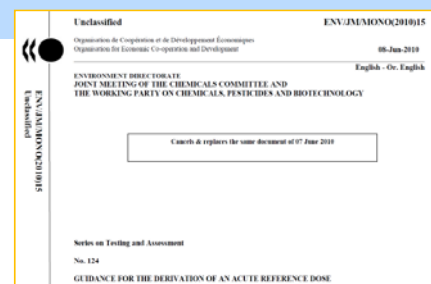 Unclassified ENV/JM/MONO(2010)15
Organisation de Coopération et de Développement Économiques
Organisation for Economic Co-operation and Development 08-Jun-2010
English - Or. English
ENVIRONMENT DIRECTORATE
JOINT MEETING OF THE CHEMICALS COMMITTEE AND
THE WORKING PARTY ON CHEMICALS, PESTICIDES AND BIOTECHNOLOGY
ENV/JM/MONO(2010)15
Unclassified
Cancels & replaces the same document of 07 June 2010
Series on Testing and Assessment
No. 124
GUIDANCE FOR THE DERIVATION OF AN ACUTE REFERENCE DOSE